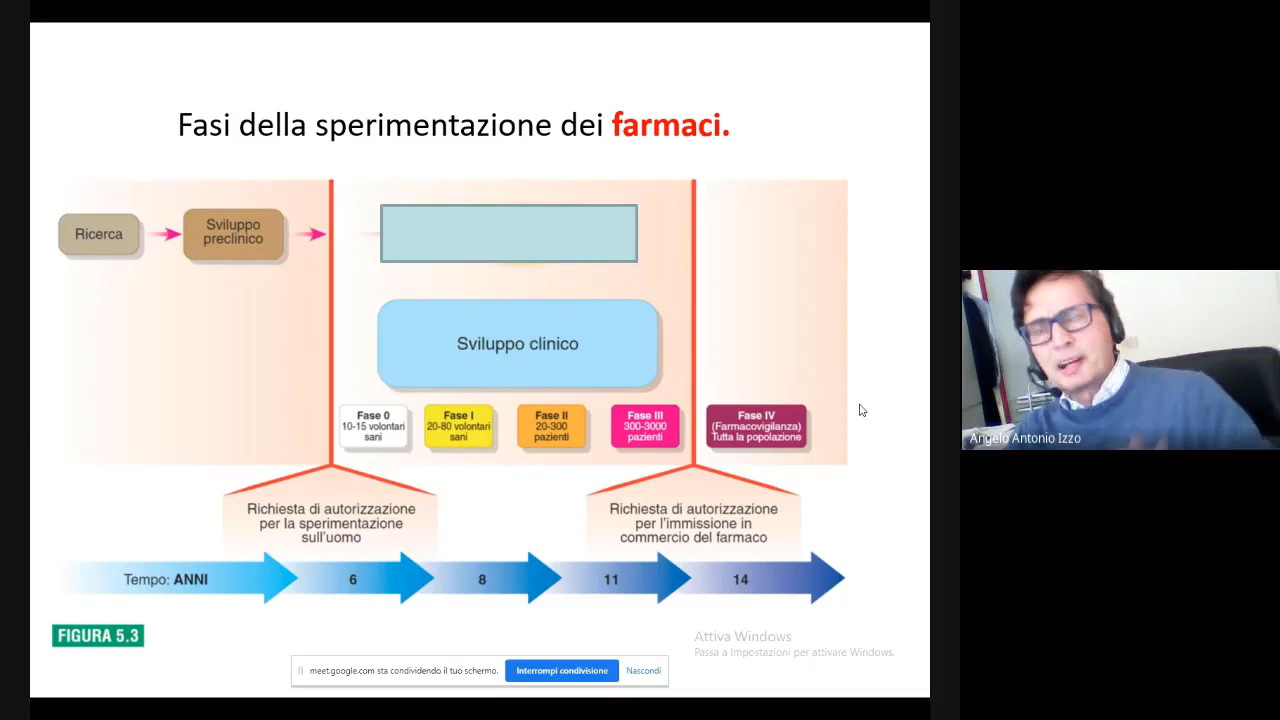 Fasi della sperimentazione dei farmaci.
Ricerca
Sviluppo
preclinico
Sviluppo clinico
Fase 0
10-15 volontari
sani
Fase I
20-80 volontari
sani
Fase II
20-300
pazienti
Fase III
300-3000
pazienti
Fase IV
(Farmacovigilanza)
Tutta la popolazione
Richiesta di autorizzazione
per la sperimentazione
sull'uomo
Richiesta di autorizzazione
per l'immissione in
commercio del farmaco
Tempo: ANNI
6
8
11
14
FIGURA 5.3
Attiva Windows
Passa a Impostazioni per attivare Windows.
meet.google.com sta condividendo il tuo schermo.
Interrompi condivisione
Nascondi
Angelo Antonio Izzo